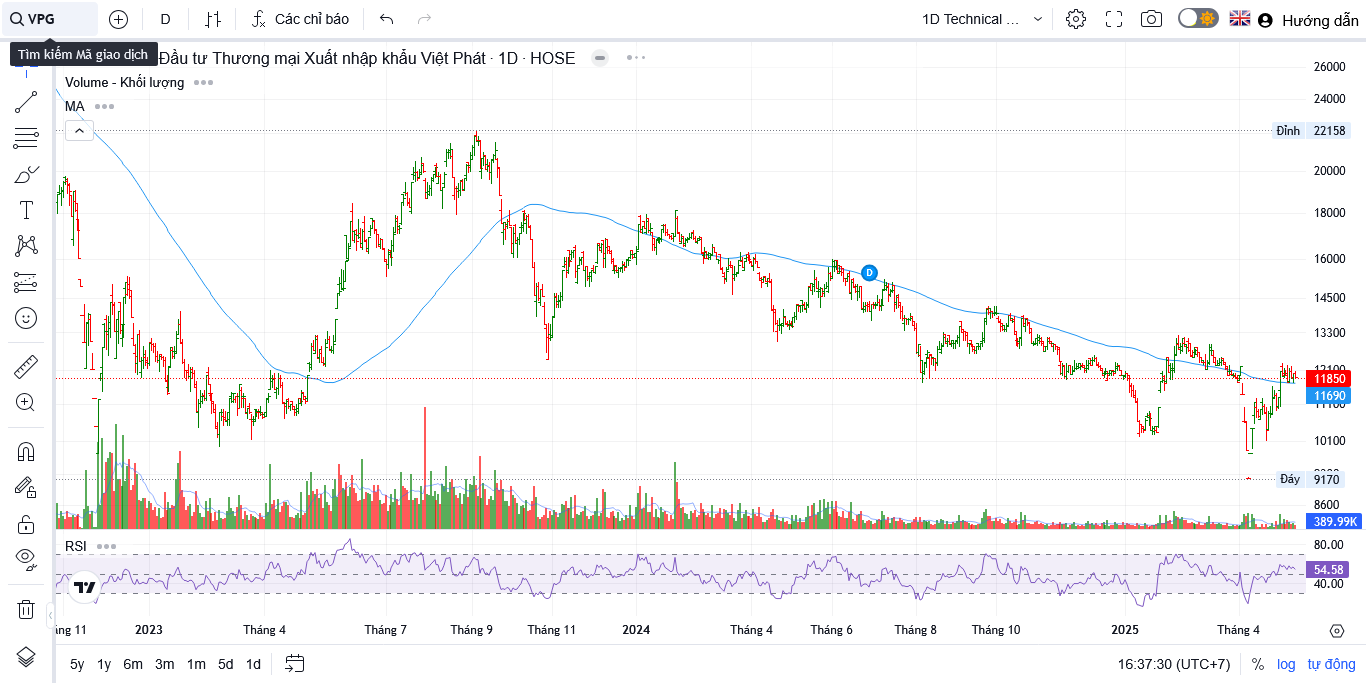 VPG
D
Các chỉ báo
1D Technical ...
Hướng dẫn
Tìm kiếm Mã giao dịch
Đầu tư Thương mại Xuất nhập khẩu Việt Phát · 1D · HOSE
Volume - Khối lượng
MA
26000
24000
Đỉnh 22158
20000
18000
16000
D
14500
13300
12100
11850
11690
11100
10100
Đáy 9170
8600
389.99K
RSI
80.00
54.58
40.00
áng 11 2023 Tháng 4 Tháng 7 Tháng 9 Tháng 11 2024 Tháng 4 Tháng 6 Tháng 8 Tháng 10 2025 Tháng 4
5y 1y 6m 3m 1m 5d 1d
16:37:30 (UTC+7) % log tự động